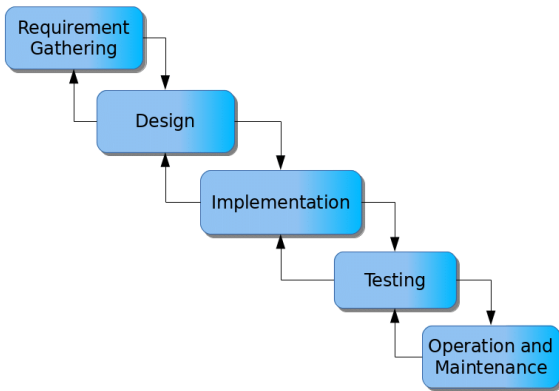 Requirement
Gathering
Design
Implementation
Testing
Operation and
Maintenance